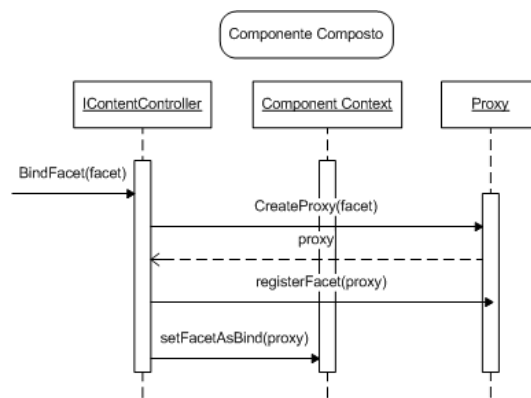 Componente Composto
IContentController
Component Context
Proxy
BindFacet(facet)
CreateProxy(facet)
proxy
registerFacet(proxy)
setFacetAsBind(proxy)